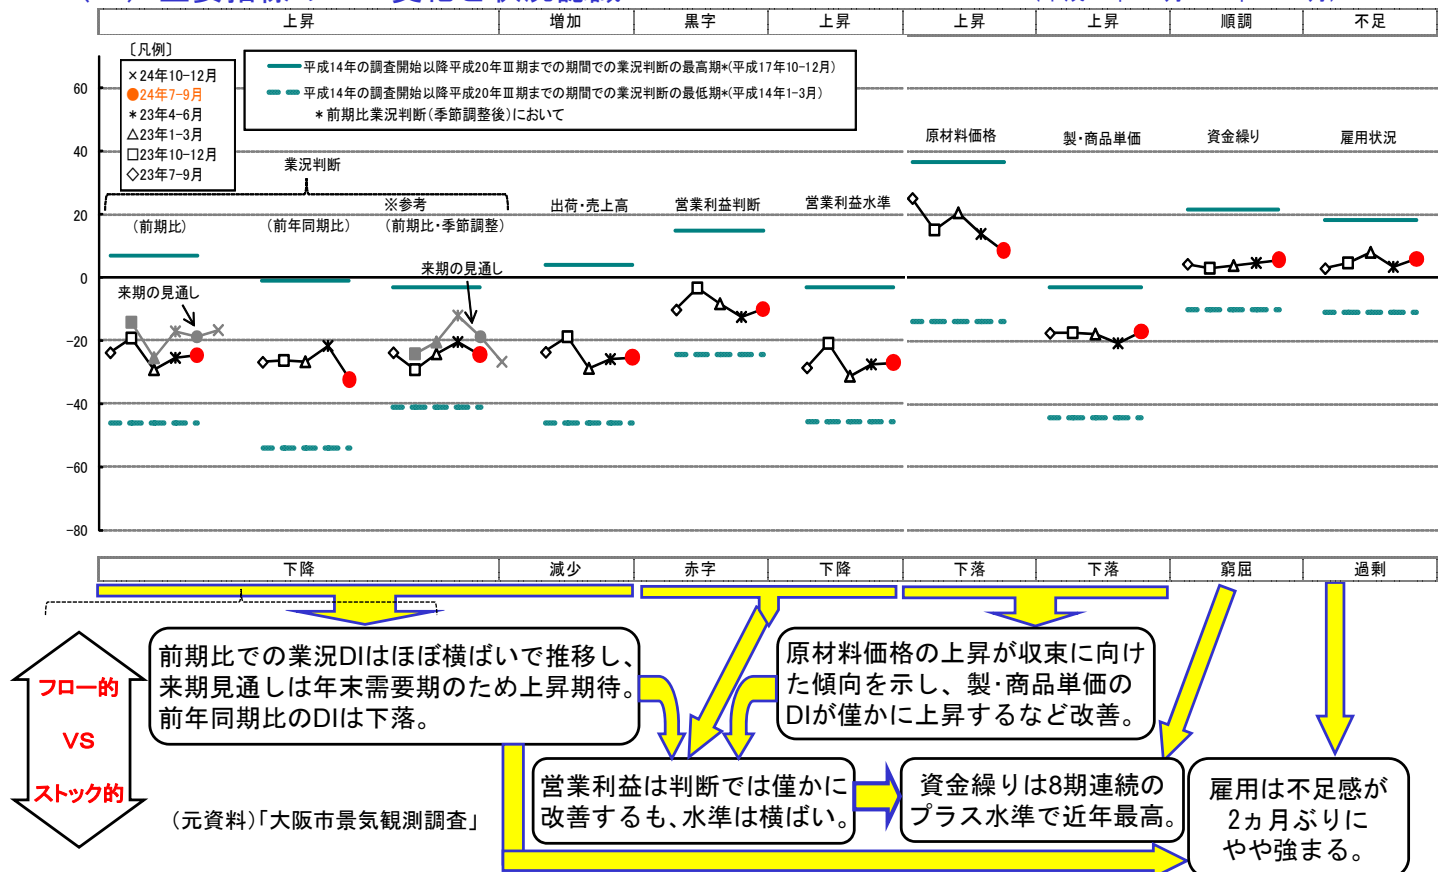 上昇 増加 黒字 上昇 上昇 上昇 順調 不足
〔凡例〕
×24年10-12月
●24年7-9月
*23年4-6月
△23年1-3月
□23年10-12月
◇23年7-9月
平成14年の調査開始以降平成20年Ⅲ期までの期間での業況判断の最高期*(平成17年10-12月)
平成14年の調査開始以降平成20年Ⅲ期までの期間での業況判断の最低期*(平成14年1-3月)
*前期比業況判断(季節調整後)において
60
40
20
0
-20
-40
-60
-80
業況判断
(前期比)
(前年同期比)
※参考
(前期比・季節調整)
出荷・売上高
営業利益判断
営業利益水準
原材料価格
製・商品単価
資金繰り
雇用状況
来期の見通し
来期の見通し
下降 減少 赤字 下降 下落 下落 窮屈 過剰
フロー的
VS
ストック的
前期比での業況DIはほぼ横ばいで推移し、
来期見通しは年末需要期のため上昇期待。
前年同期比のDIは下落。
原材料価格の上昇が収束に向け
た傾向を示し、製・商品単価の
DIが僅かに上昇するなど改善。
営業利益は判断では僅かに
改善するも、水準は横ばい。
資金繰りは8期連続の
プラス水準で近年最高。
雇用は不足感が
2ヵ月ぶりに
やや強まる。
(元資料)「大阪市景気観測調査」